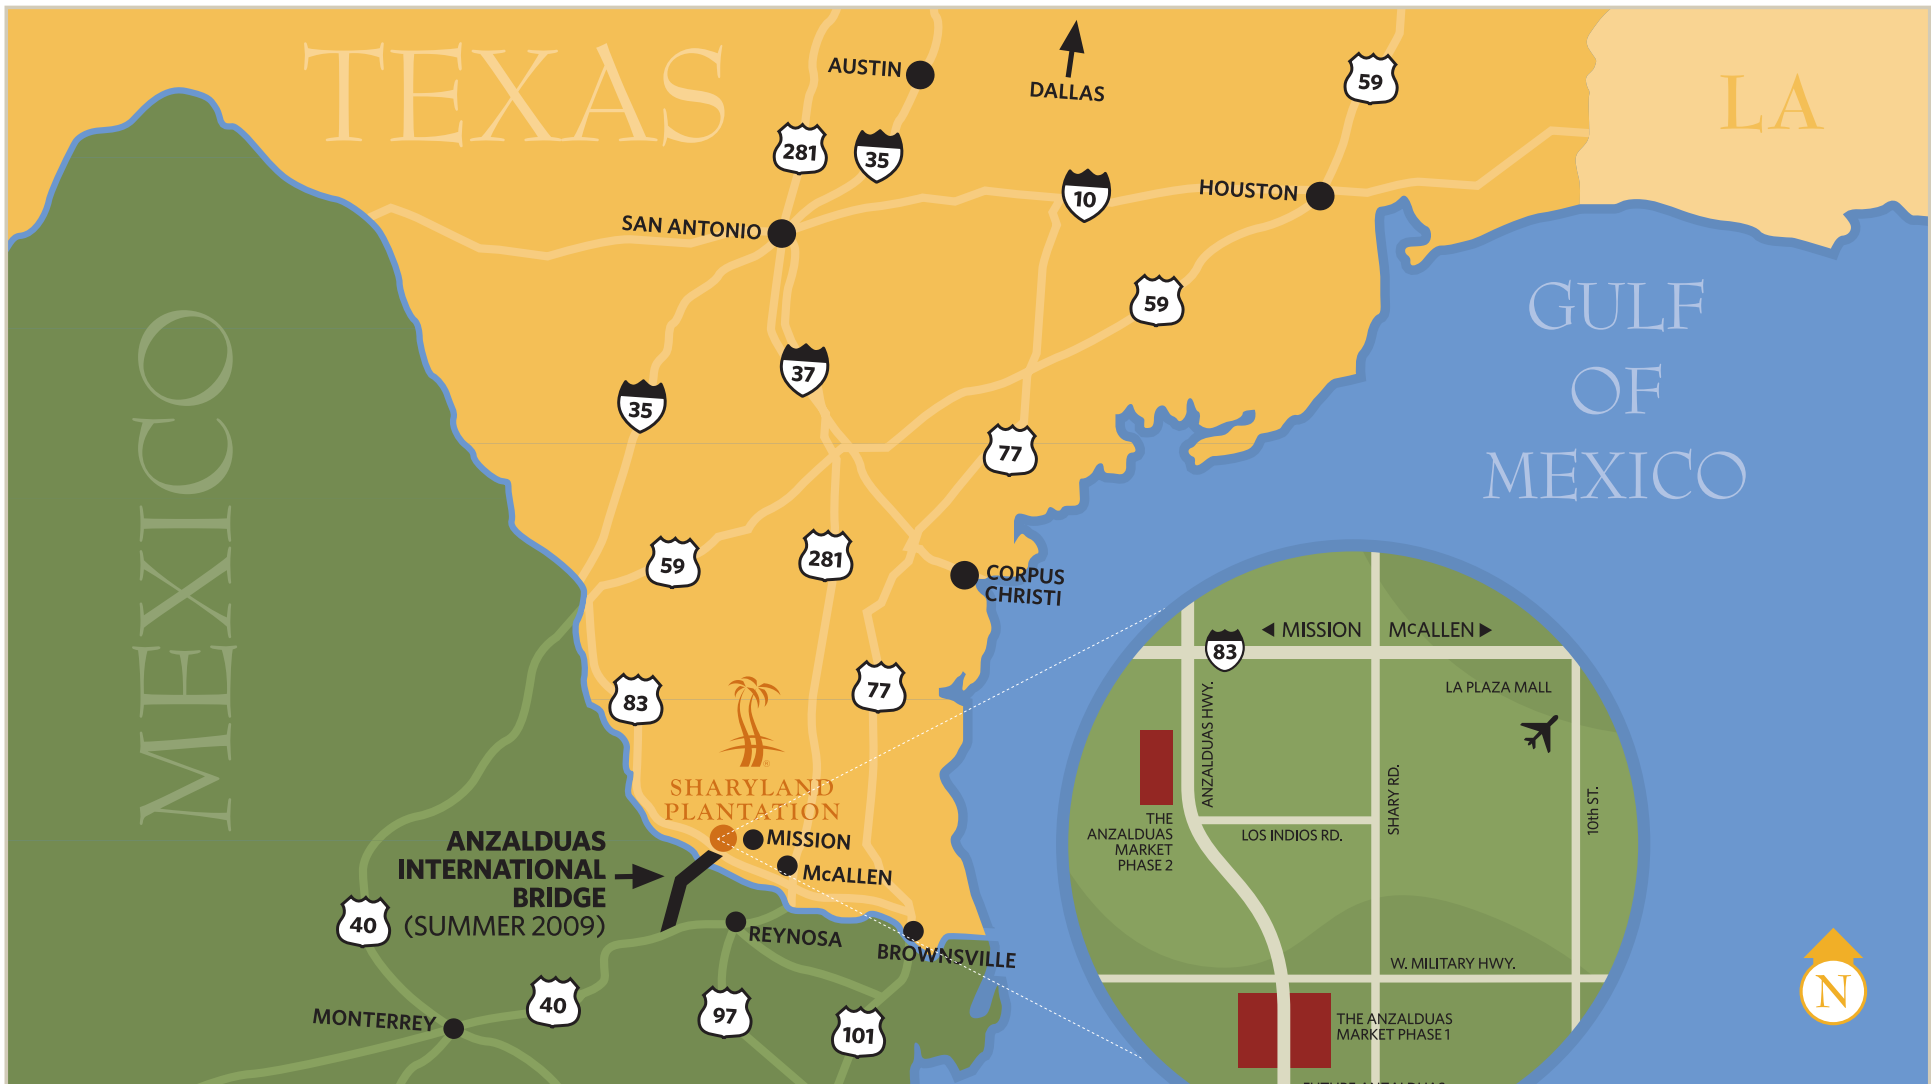 TEXAS
AUSTIN
DALLAS
59
LA
281
35
10
HOUSTON
SAN ANTONIO
59
GULF
OF
MEXICO
MEXICO
37
35
77
59
281
CORPUS
CHRISTI
83
77
®
SHARYLAND
PLANTATION
ANZALDUAS
INTERNATIONAL
BRIDGE
(SUMMER 2009)
MISSION
McALLEN
40
REYNOSA
BROWNSVILLE
40
97
101
MONTERREY
MISSION
McALLEN
83
LA PLAZA MALL
ANZALDUAS HWY.
SHARY RD.
10th ST.
THE
ANZALDUAS
MARKET
PHASE 2
LOS INDIOS RD.
W. MILITARY HWY.
THE ANZALDUAS
MARKET PHASE 1
N